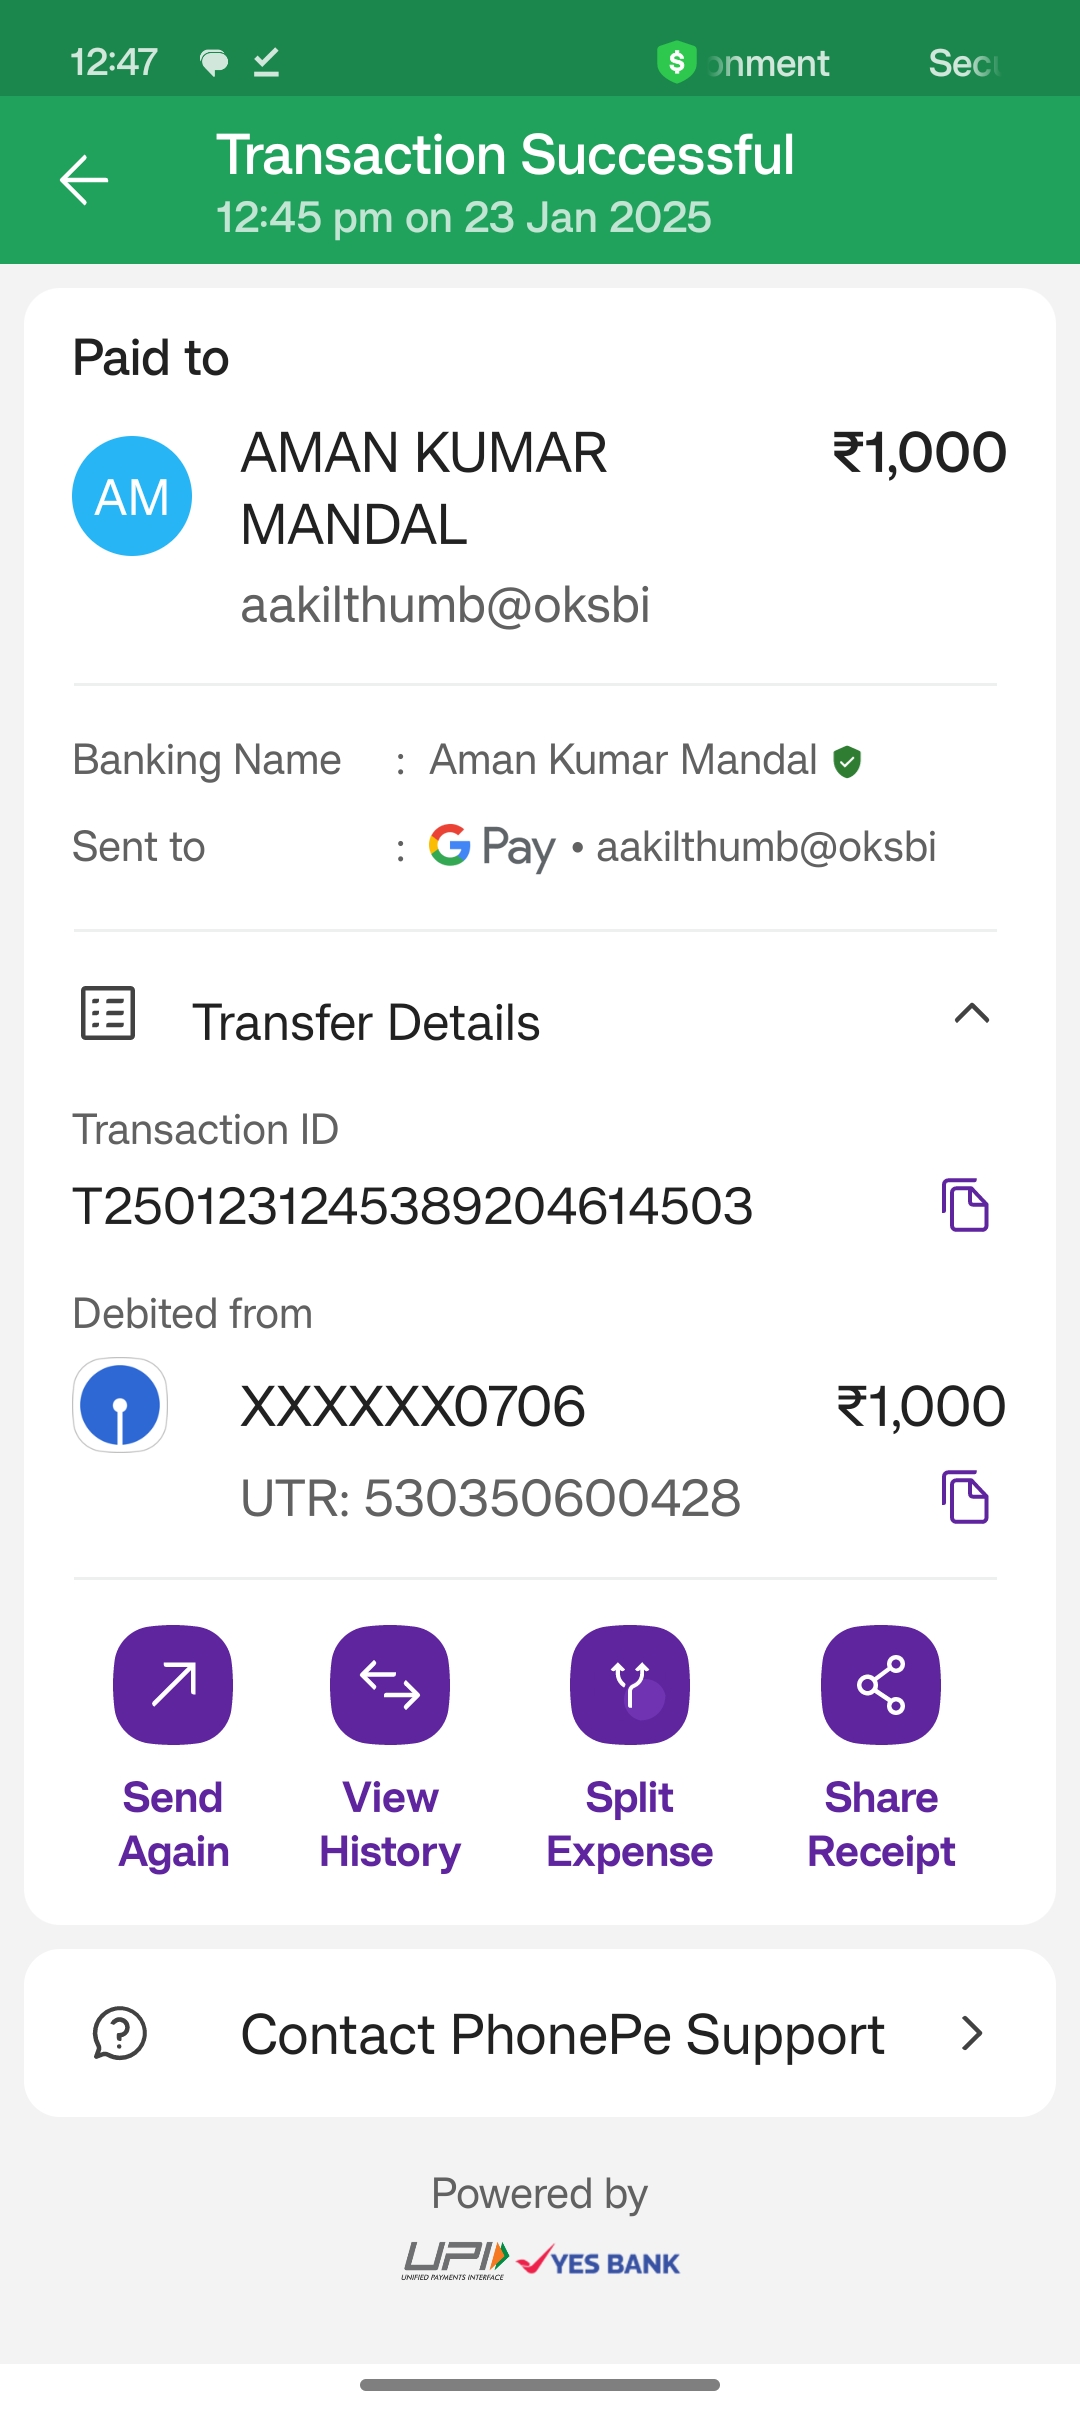 12:47 $ onment Secu
Transaction Successful
12:45 pm on 23 Jan 2025
Paid to
AM AMAN KUMAR ₹1,000
MANDAL
aakilthumb@oksbi
Banking Name : Aman Kumar Mandal
Sent to : G Pay • aakilthumb@oksbi
Transfer Details
Transaction ID
T2501231245389204614503
Debited from
XXXXXX0706 ₹1,000
UTR: 530350600428
Send Again
View History
Split Expense
Share Receipt
Contact PhonePe Support
Powered by
UPI YES BANK
UNIFIED PAYMENTS INTERFACE